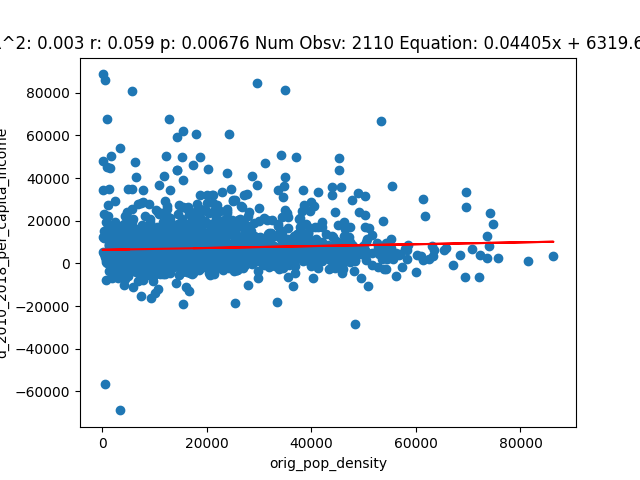 ^2: 0.003 r: 0.059 p: 0.00676 Num Obsv: 2110 Equation: 0.04405x + 6319.6
d_2010_2018_per_capita_income
80000
60000
40000
20000
0
−20000
−40000
−60000
0 20000 40000 60000 80000
orig_pop_density